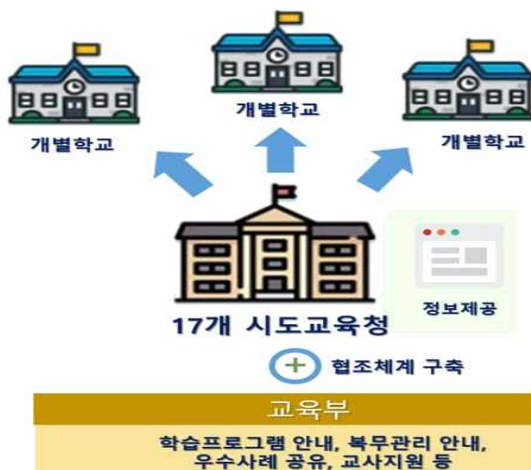 개별학교
개별학교
개별학교
정보제공
17개 시도교육청
+ 협조체계 구축
교육부
학습프로그램 안내, 복무관리 안내,
우수사례 공유, 교사지원 등